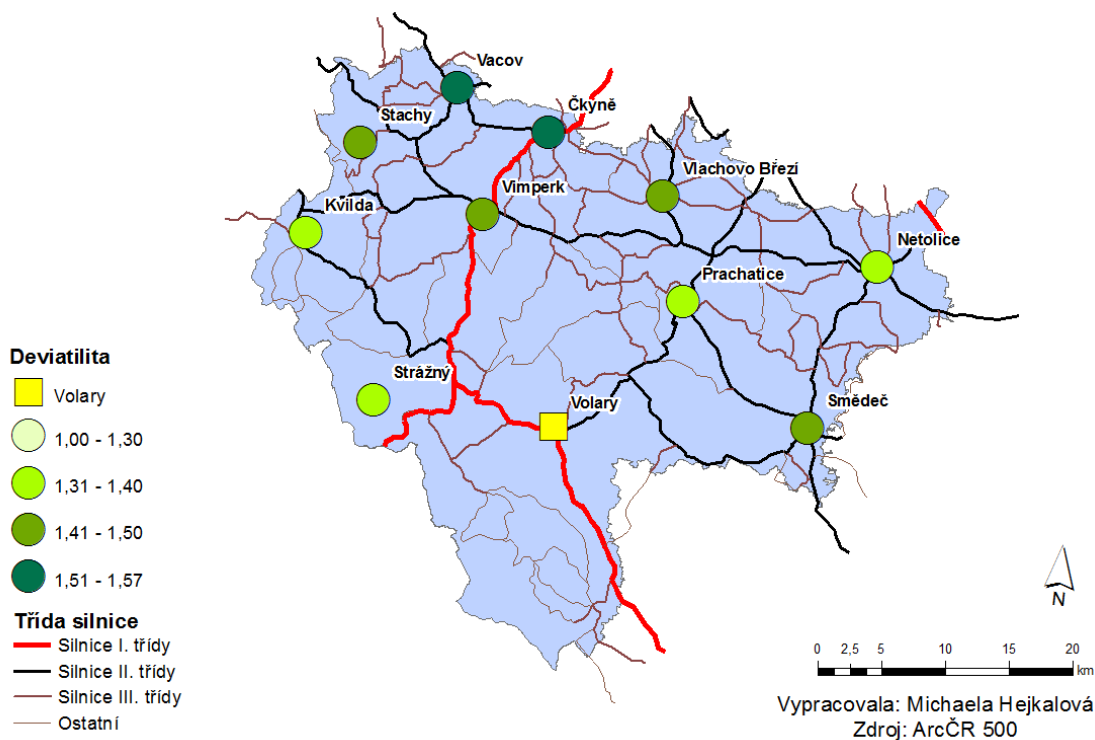 Vacov
Čkyně
Stachy
Vlachovo Březí
Vimperk
Kvilda
Netolice
Prachatice
Strážný
Volary
Smědeč
Deviatilita
Volary
1,00 - 1,30
1,31 - 1,40
1,41 - 1,50
1,51 - 1,57
Třída silnice
Silnice I. třídy
Silnice II. třídy
Silnice III. třídy
Ostatní
N
0 2,5 5 10 15 20
km
Vypracovala: Michaela Hejkalová
Zdroj: ArcČR 500